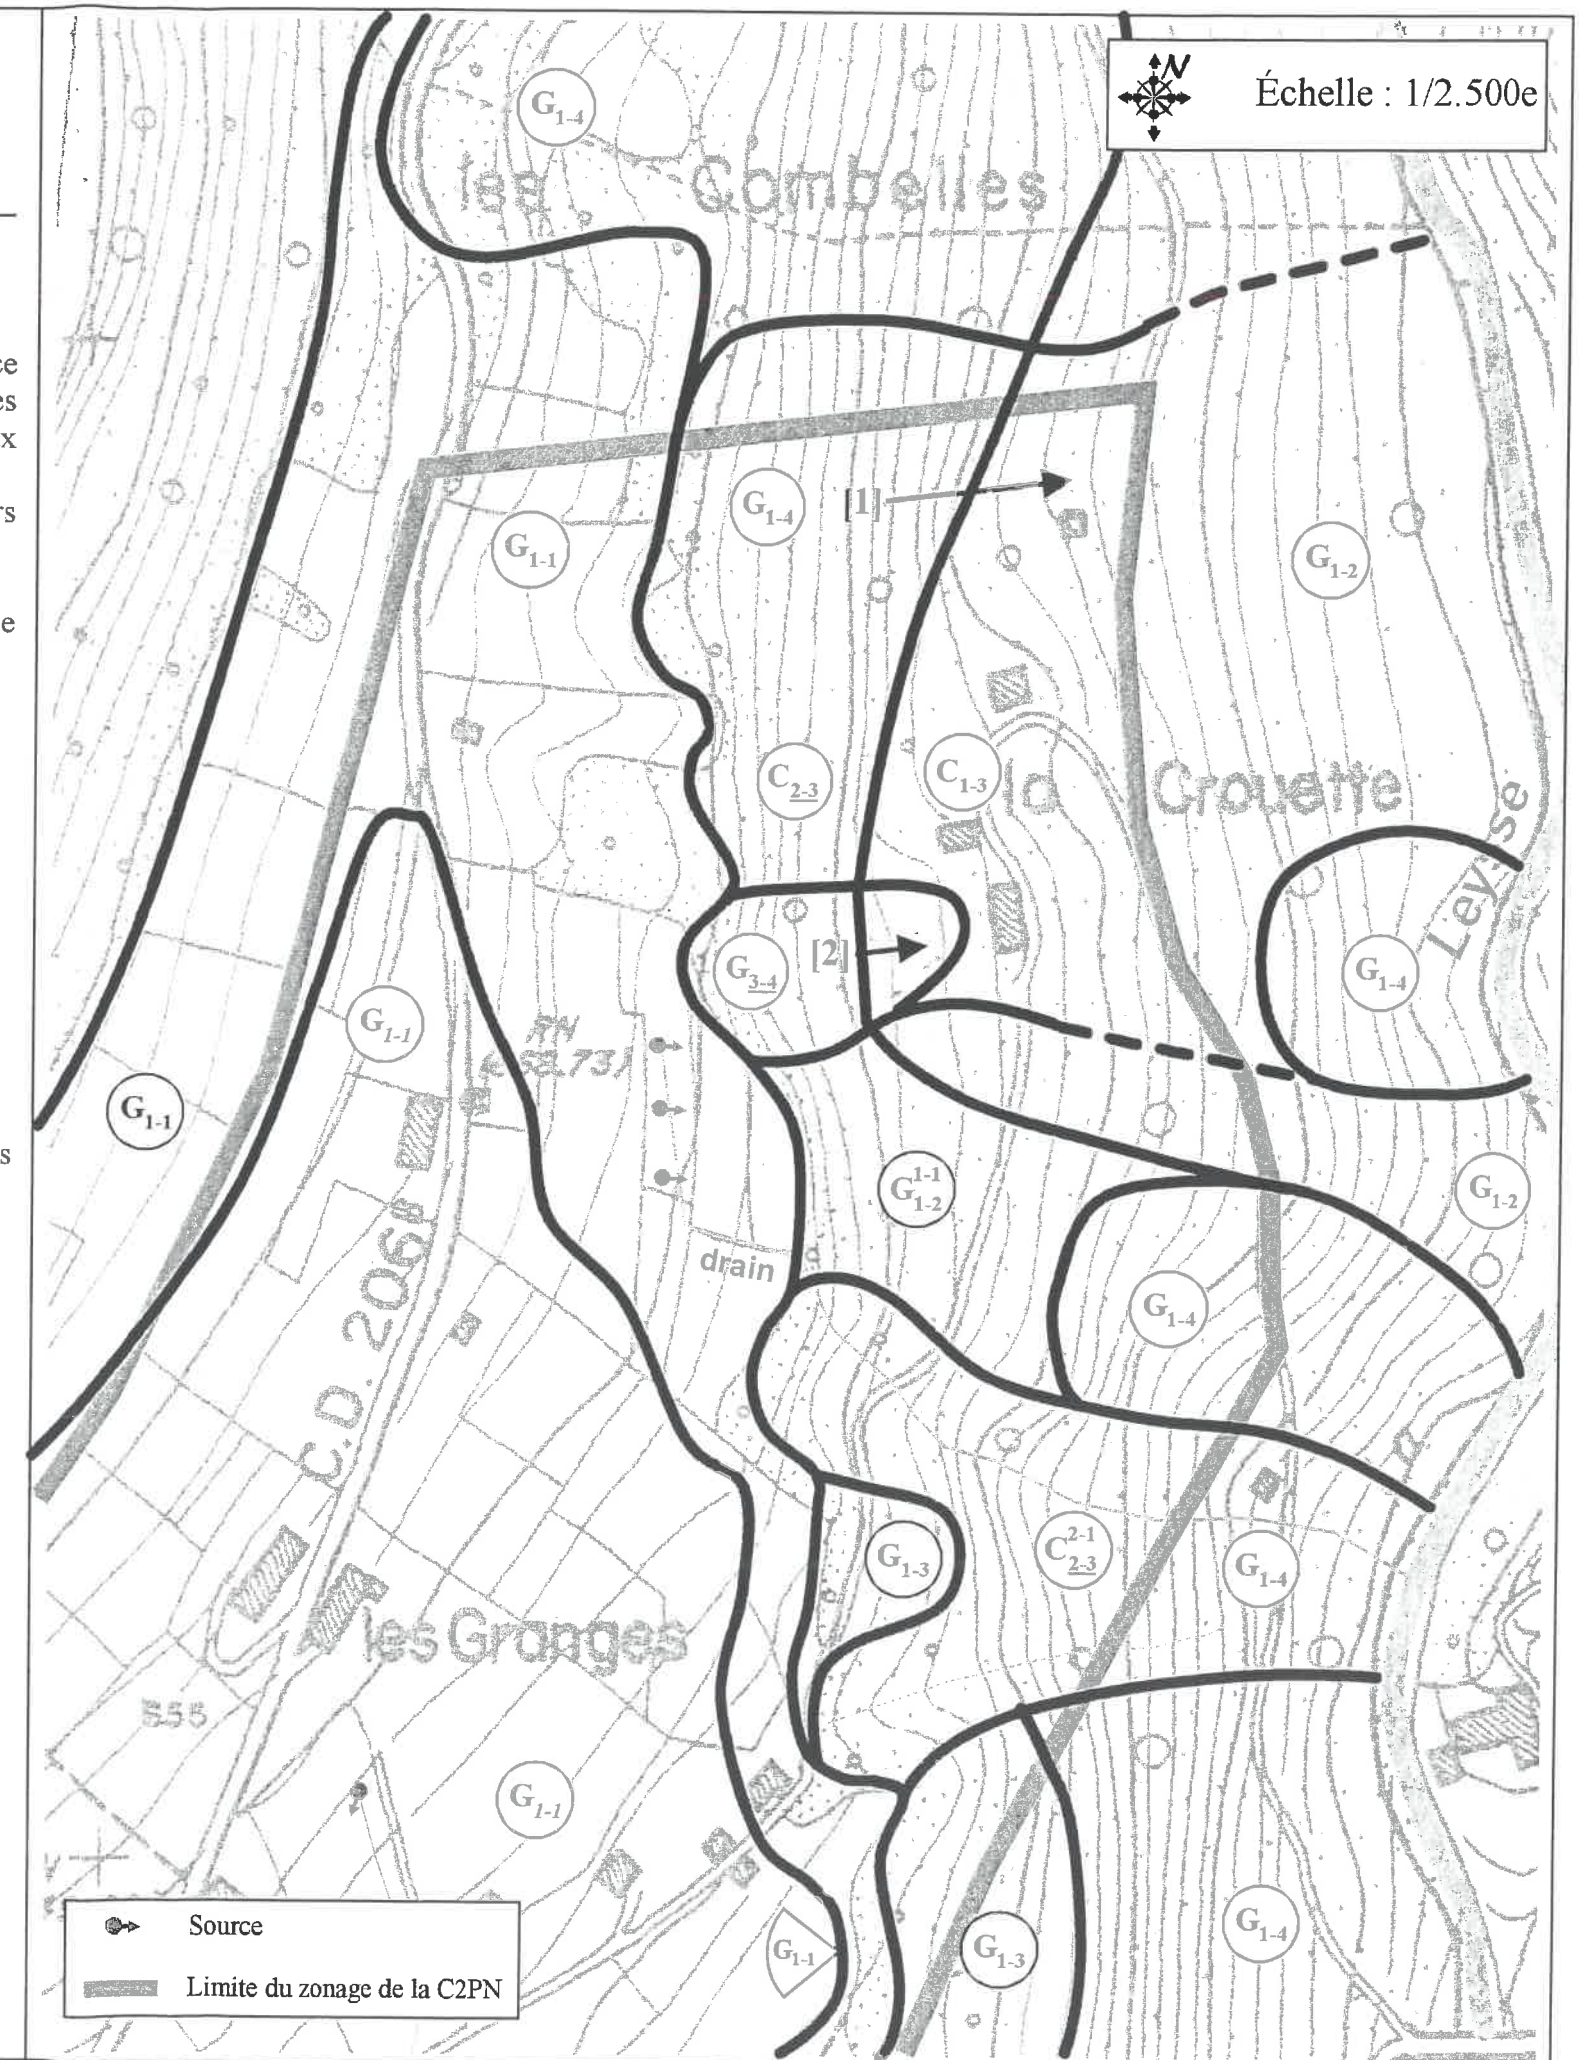 Échelle : 1/2.500e
N
G1-4
les Combelles
ce
es
x
rs
e
s
G1-4
[1]
G1-1
G1-2
C2-3
C1-3
la Crouette
Leysse
G3-4
[2]
G1-4
G1-1
RN
G1-1
G1-1 1-2
G1-2
drain
G1-4
C.D. 206
G1-3
C2-1 2-3
G1-4
les Granges
555
G1-1
G1-1
G1-3
G1-4
Source
Limite du zonage de la C2PN